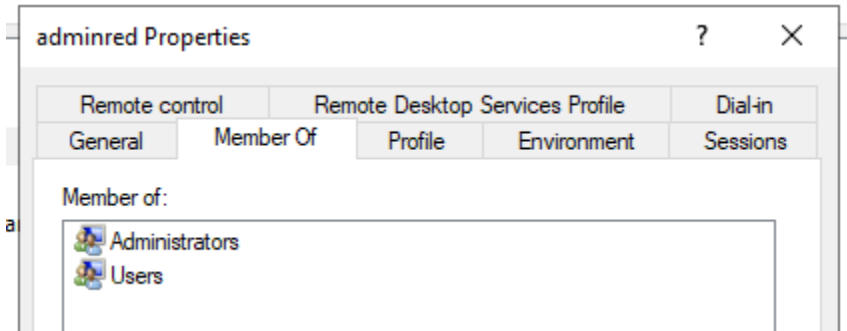 adminred Properties
?
Remote control Remote Desktop Services Profile Dial-in
General Member Of Profile Environment Sessions
Member of:
Administrators
Users